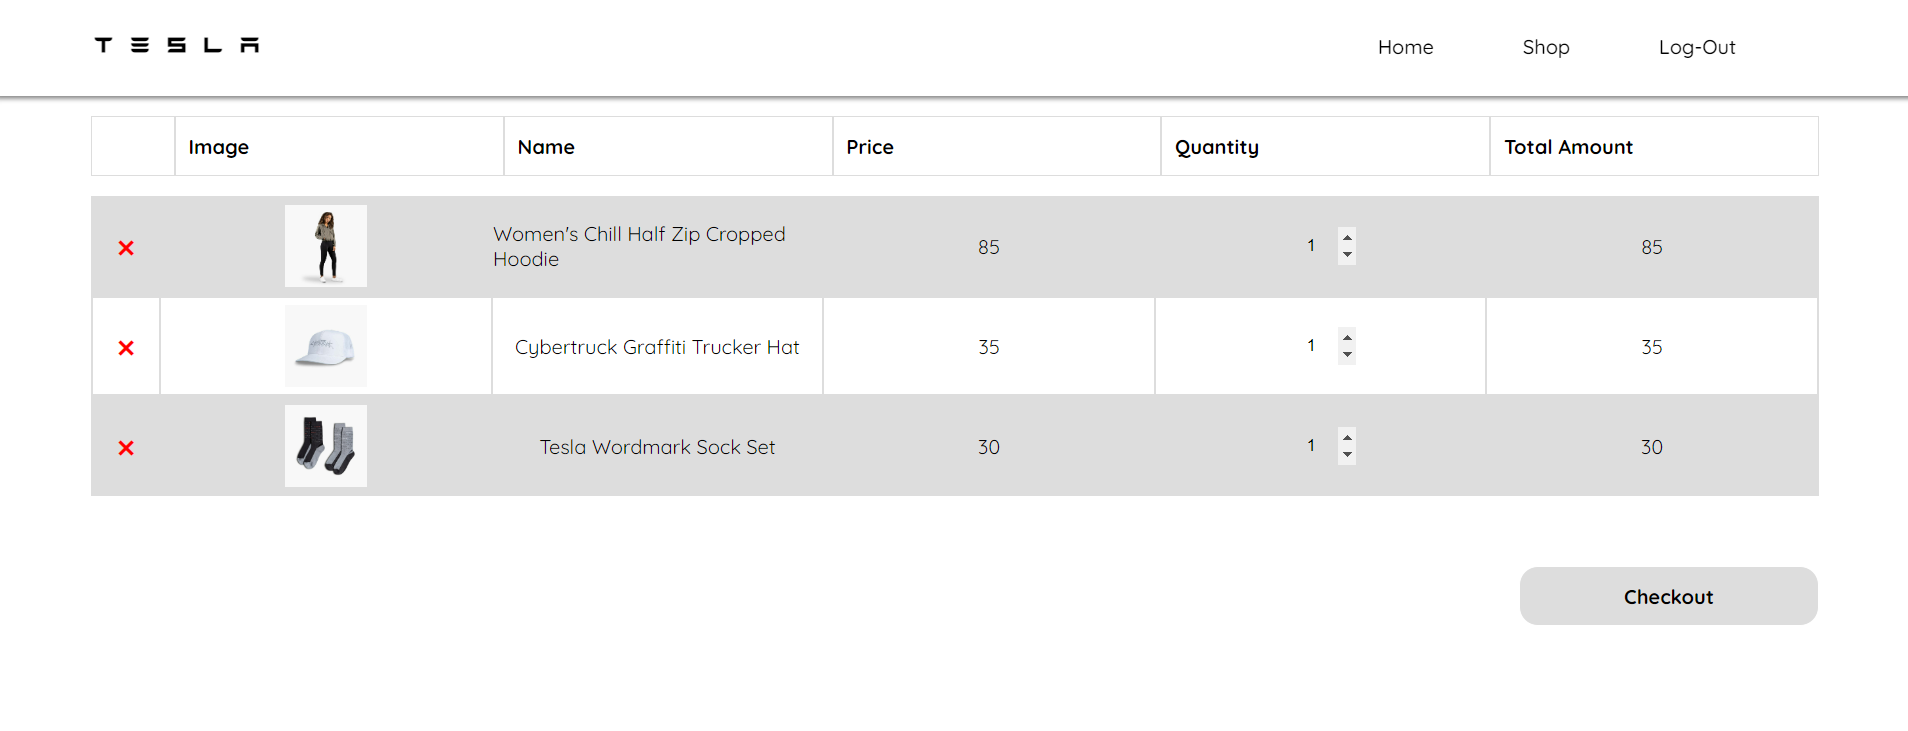 TESLA
Home Shop Log-Out
Image Name Price Quantity Total Amount
Women's Chill Half Zip Cropped
Hoodie
85 1 85
Cybertruck Graffiti Trucker Hat 35 1 35
Tesla Wordmark Sock Set 30 1 30
Checkout